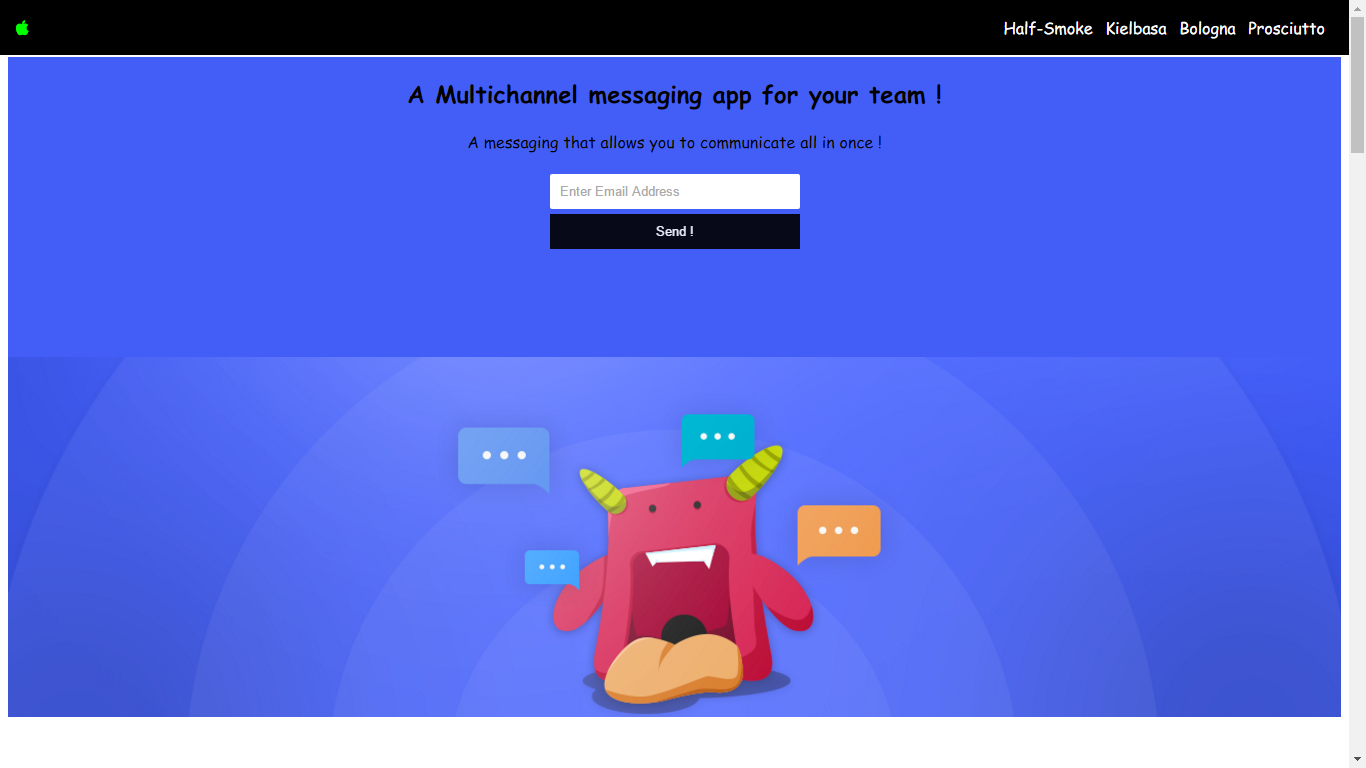 Half-Smoke Kielbasa Bologna Prosciutto
A Multichannel messaging app for your team !
A messaging that allows you to communicate all in once !
Enter Email Address
Send !